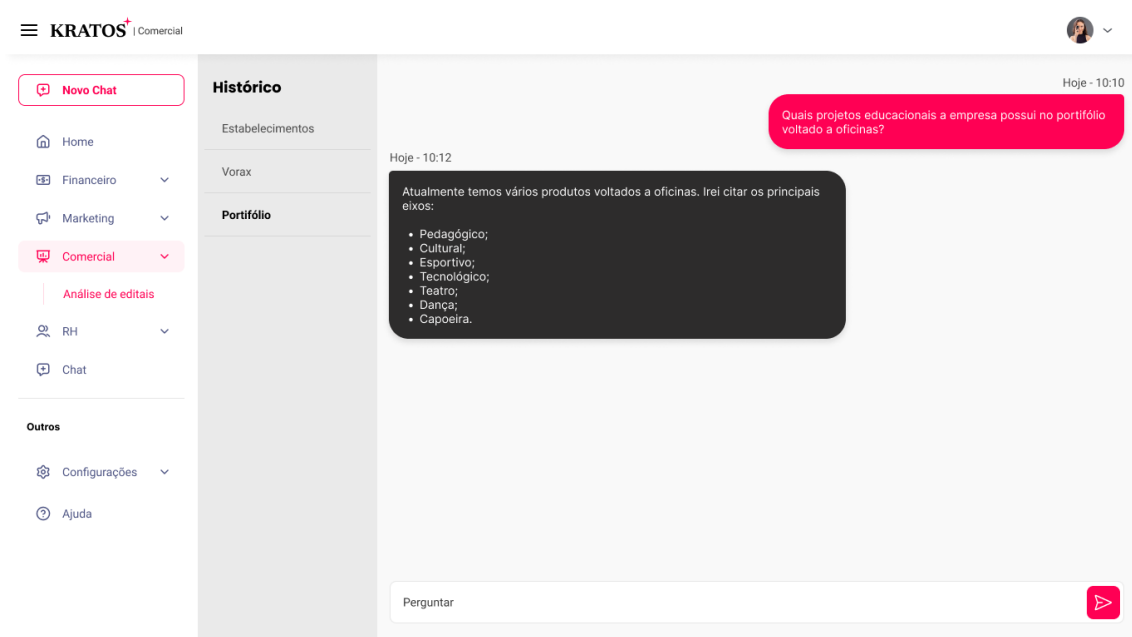 KRATOS | Comercial
Novo Chat
Home
Financeiro
Marketing
Comercial
Análise de editais
RH
Chat
Outros
Configurações
Ajuda
Histórico
Estabelecimentos
Vorax
Portifólio
Hoje - 10:10
Quais projetos educacionais a empresa possui no portifólio
voltado a oficinas?
Hoje - 10:12
Atualmente temos vários produtos voltados a oficinas. Irei citar os principais
eixos:
• Pedagógico;
• Cultural;
• Esportivo;
• Tecnológico;
• Teatro;
• Dança;
• Capoeira.
Perguntar